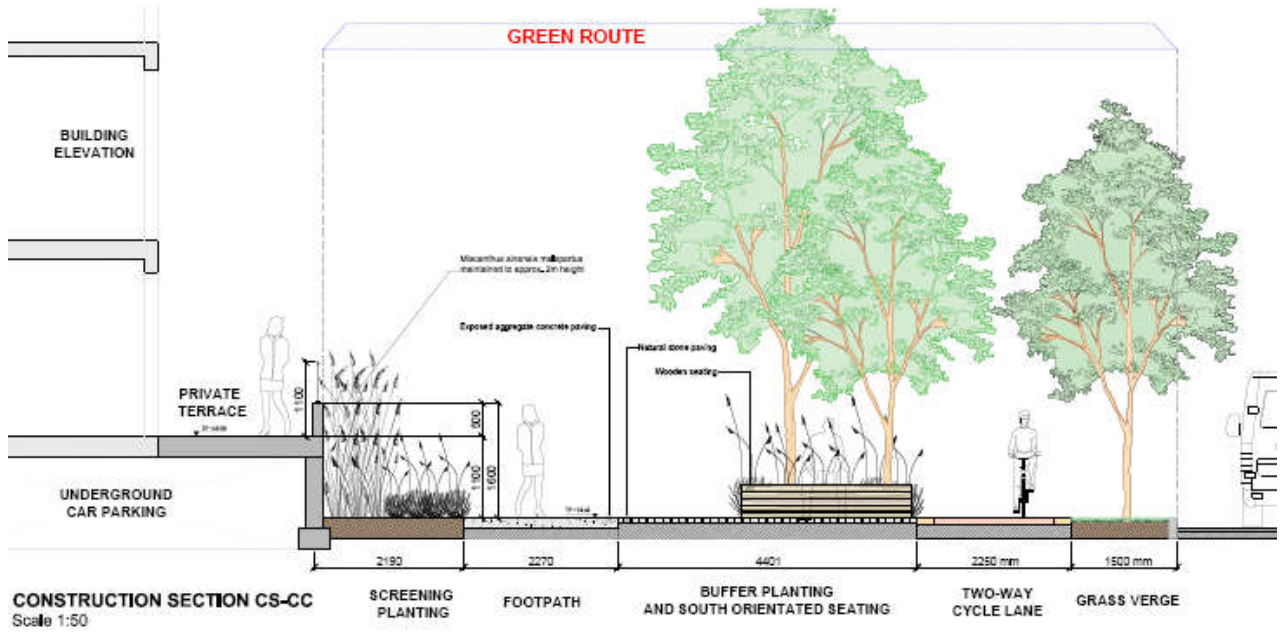 GREEN ROUTE
BUILDING
ELEVATION
Miscanthus sinensis malepartus
maintained to approx. 2m height
Exposed aggregate concrete paving
Natural stone paving
Wooden seating
PRIVATE
TERRACE
1100
500
1100
1600
UNDERGROUND
CAR PARKING
2190
2270
4401
2250 mm
1500 mm
SCREENING
PLANTING
FOOTPATH
BUFFER PLANTING
AND SOUTH ORIENTATED SEATING
TWO-WAY
CYCLE LANE
GRASS VERGE
CONSTRUCTION SECTION CS-CC
Scale 1:50